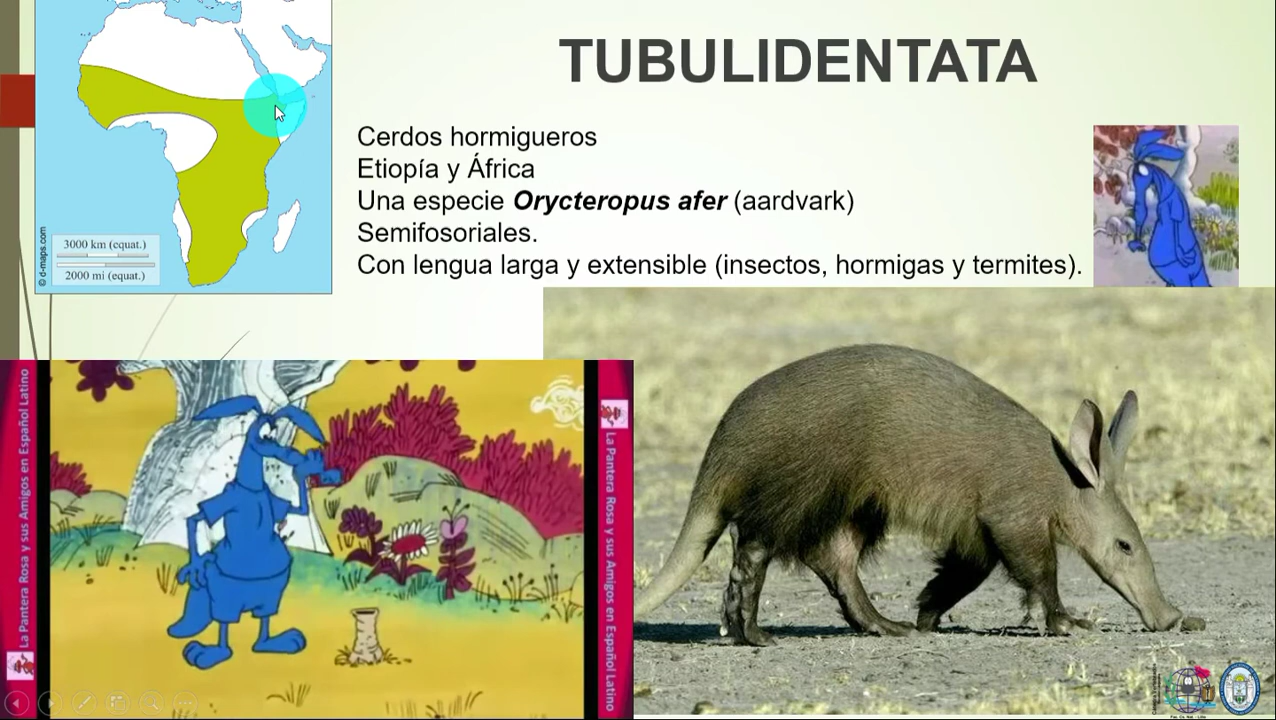 TUBULIDENTATA
Cerdos hormigueros
Etiopía y África
Una especie Orycteropus afer (aardvark)
Semifosoriales.
Con lengua larga y extensible (insectos, hormigas y termites).
© d-maps.com
3000 km (equat.)
2000 mi (equat.)
La Pantera Rosa y sus Amigos en Español Latino
La Pantera Rosa y sus Amigos en Español Latino